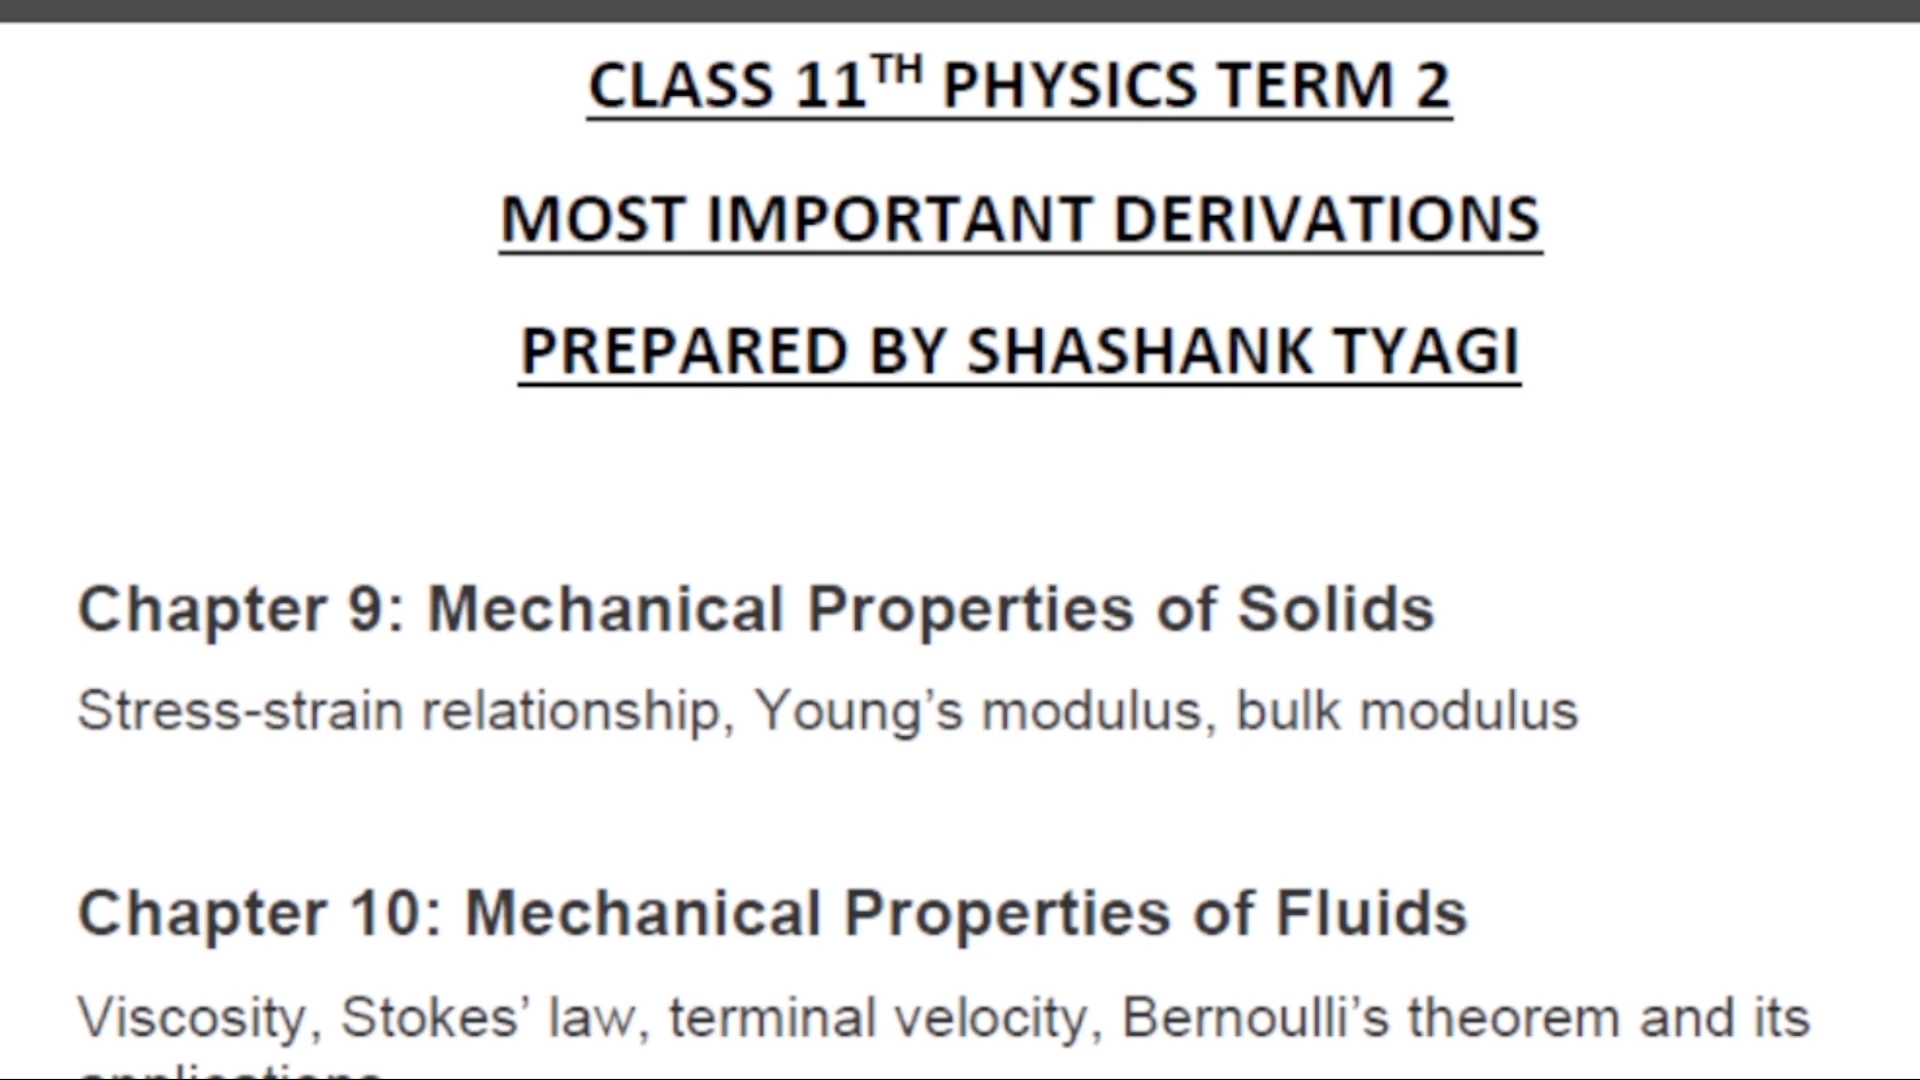 CLASS 11TH PHYSICS TERM 2
MOST IMPORTANT DERIVATIONS
PREPARED BY SHASHANK TYAGI
Chapter 9: Mechanical Properties of Solids
Stress-strain relationship, Young’s modulus, bulk modulus
Chapter 10: Mechanical Properties of Fluids
Viscosity, Stokes’ law, terminal velocity, Bernoulli’s theorem and its
applications